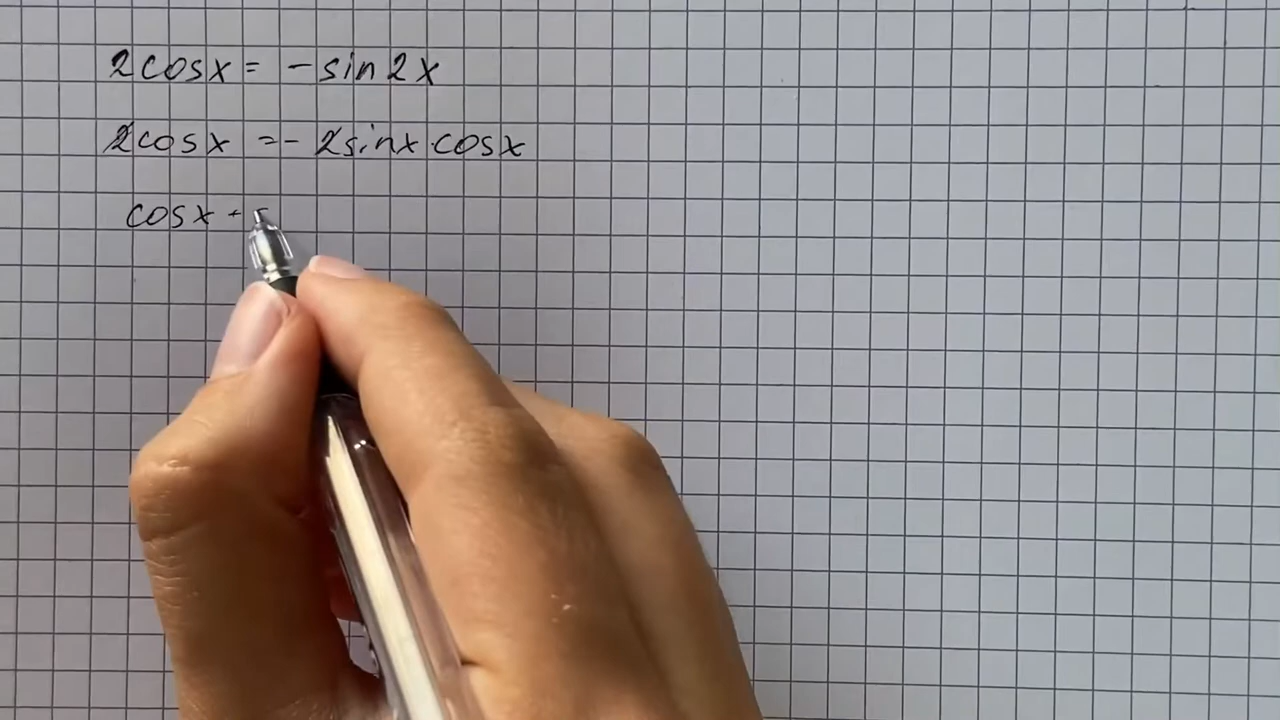 2cosx = -sin2x
2cosx = -2sinx cosx
cosx +